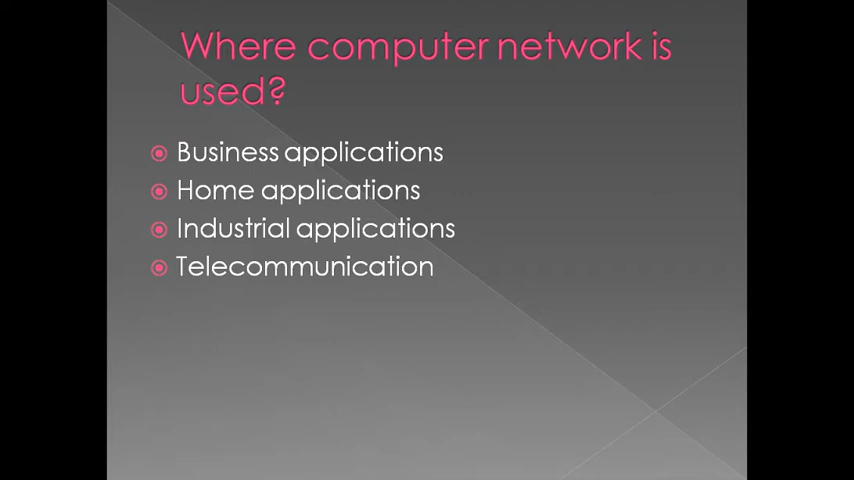 Where computer network is
used?
Business applications
Home applications
Industrial applications
Telecommunication